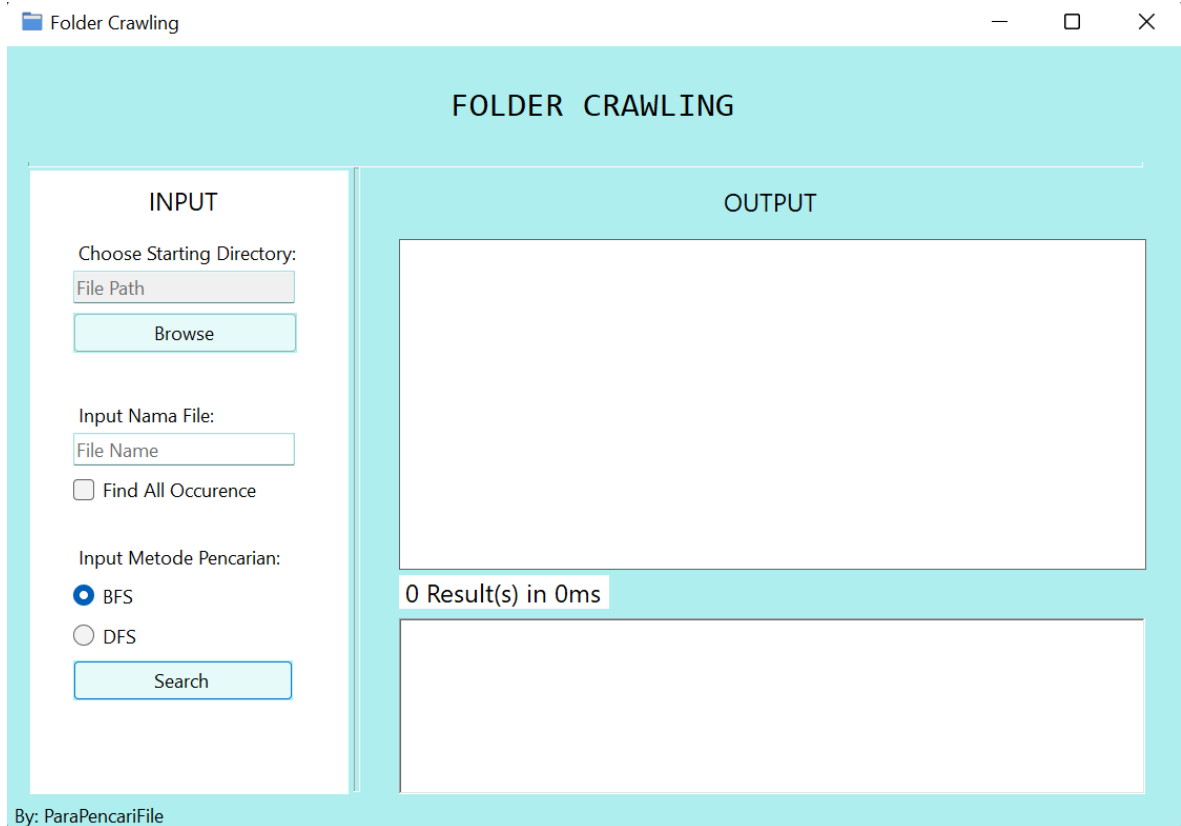 Folder Crawling
FOLDER CRAWLING
INPUT
Choose Starting Directory:
File Path
Browse
Input Nama File:
File Name
Find All Occurence
Input Metode Pencarian:
BFS
DFS
Search
OUTPUT
0 Result(s) in 0ms
By: ParaPencariFile